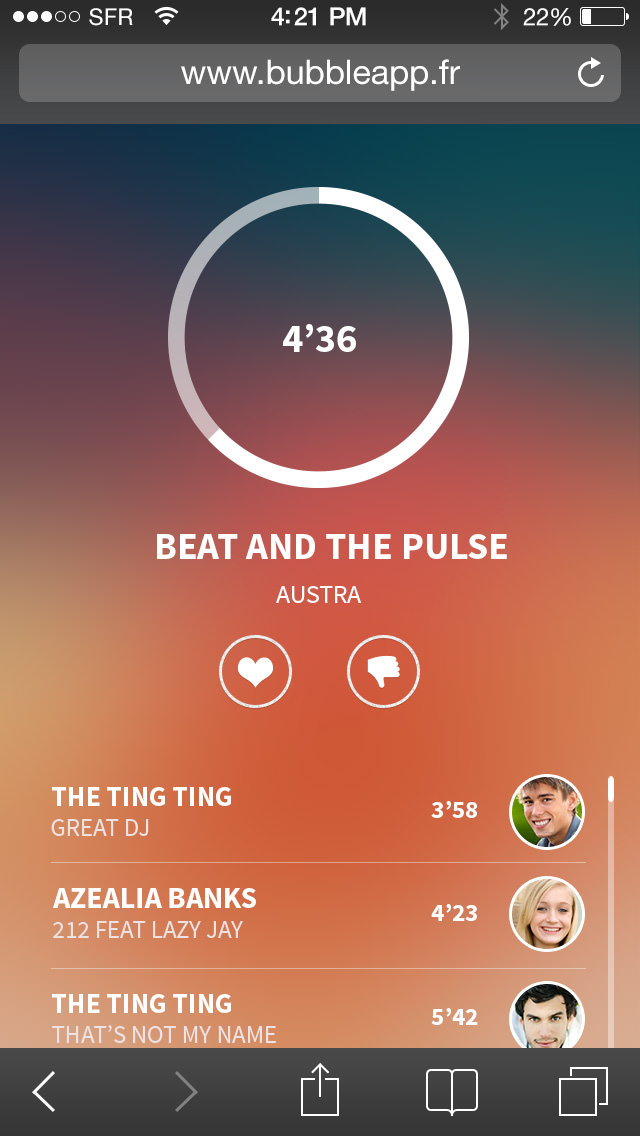 SFR 4:21 PM 22%
www.bubbleapp.fr
4’36
BEAT AND THE PULSE
AUSTRA
THE TING TING
GREAT DJ
3’58
AZEALIA BANKS
212 FEAT LAZY JAY
4’23
THE TING TING
THAT’S NOT MY NAME
5’42